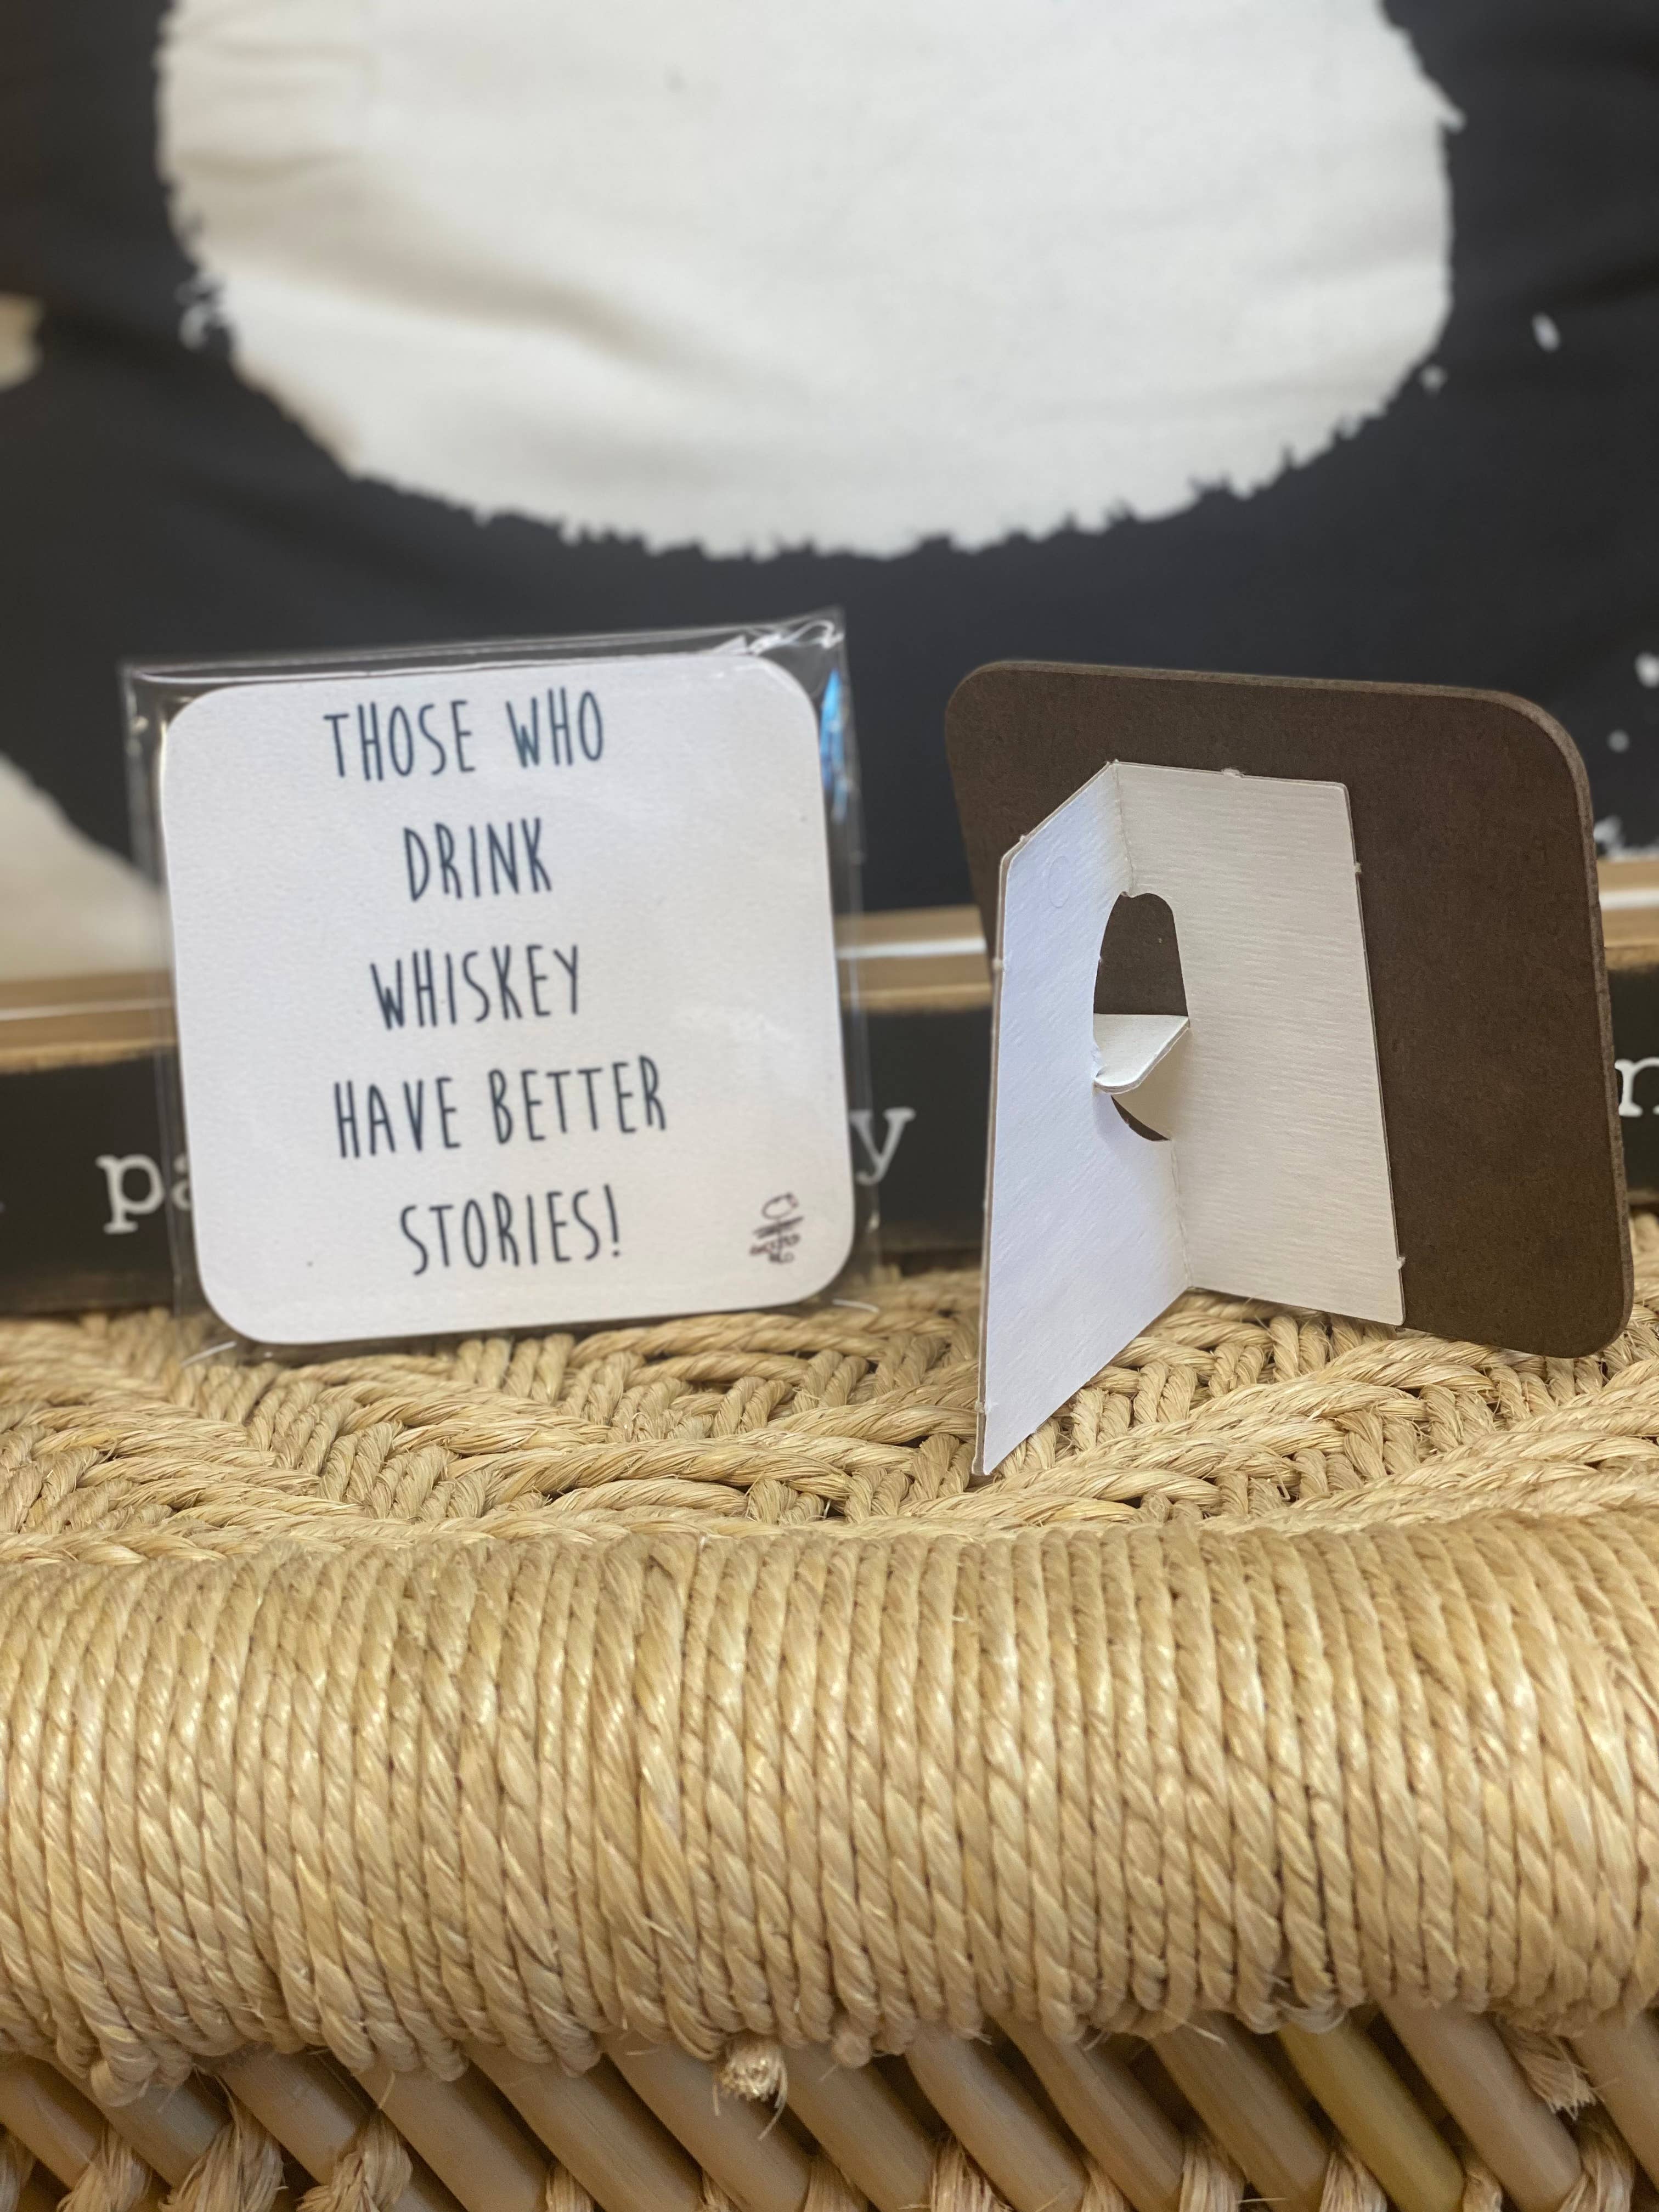 THOSE WHO
DRINK
WHISKEY
HAVE BETTER
STORIES!